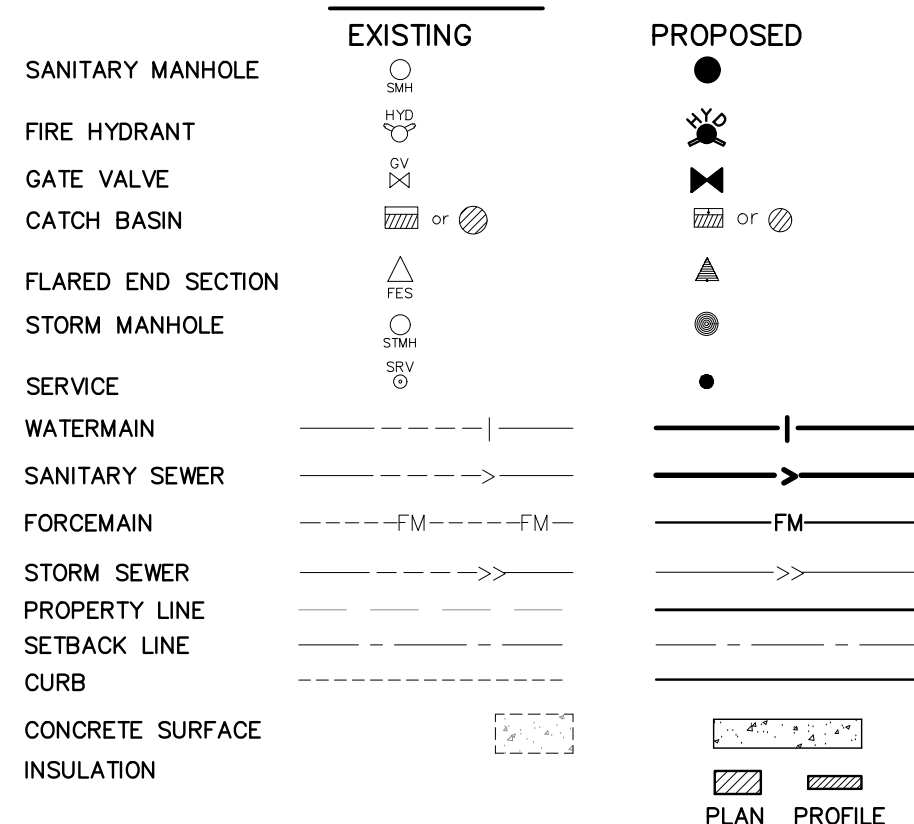 EXISTING PROPOSED
SANITARY MANHOLE
SMH
HYD HYD
FIRE HYDRANT
GV
GATE VALVE
CATCH BASIN or or
FLARED END SECTION
FES
STORM MANHOLE
STMH
SRV
SERVICE
WATERMAIN
SANITARY SEWER
FORCEMAIN FM FM FM
STORM SEWER
PROPERTY LINE
SETBACK LINE
CURB
CONCRETE SURFACE
INSULATION
PLAN PROFILE